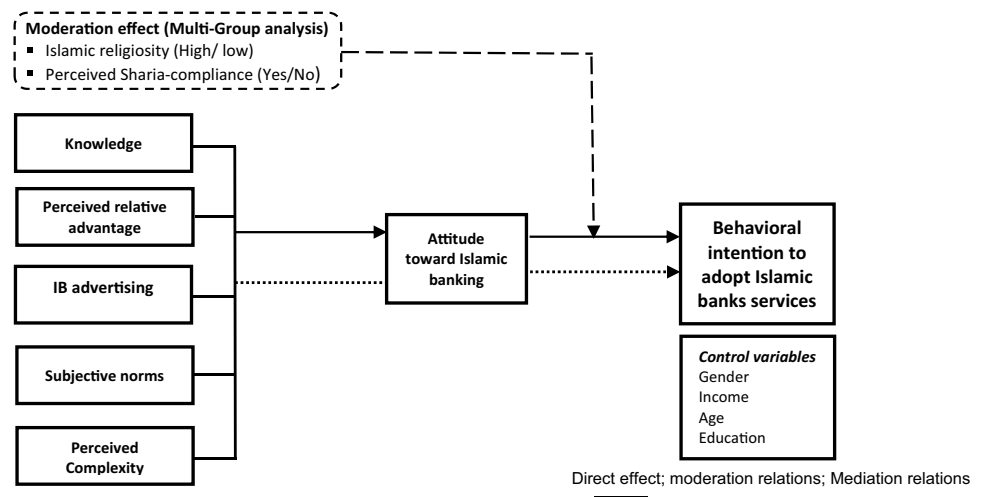 Moderation effect (Multi-Group analysis)
▪ Islamic religiosity (High/ low)
▪ Perceived Sharia-compliance (Yes/No)
Knowledge
Perceived relative
advantage
IB advertising
Subjective norms
Perceived
Complexity
Attitude
toward Islamic
banking
Behavioral
intention to
adopt Islamic
banks services
Control variables
Gender
Income
Age
Education
Direct effect; moderation relations; Mediation relations